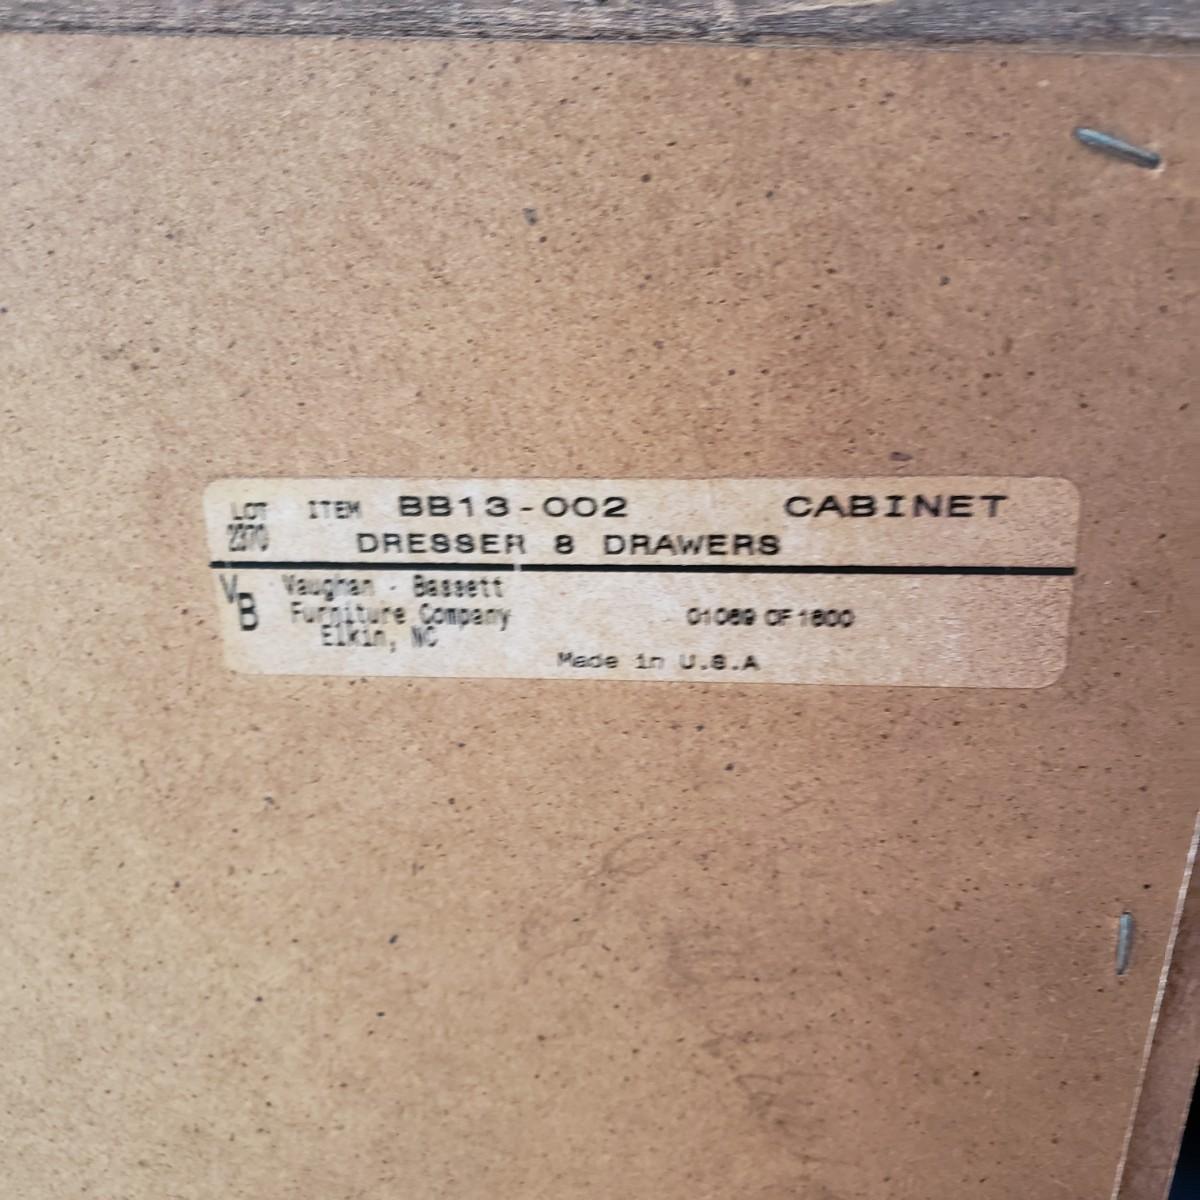 LOT ITEM BB13-002 CABINET
2370 DRESSER 8 DRAWERS
VB Vaughan - Bassett
Furniture Company 01089 OF 1800
Elkin, NC
Made in U.S.A